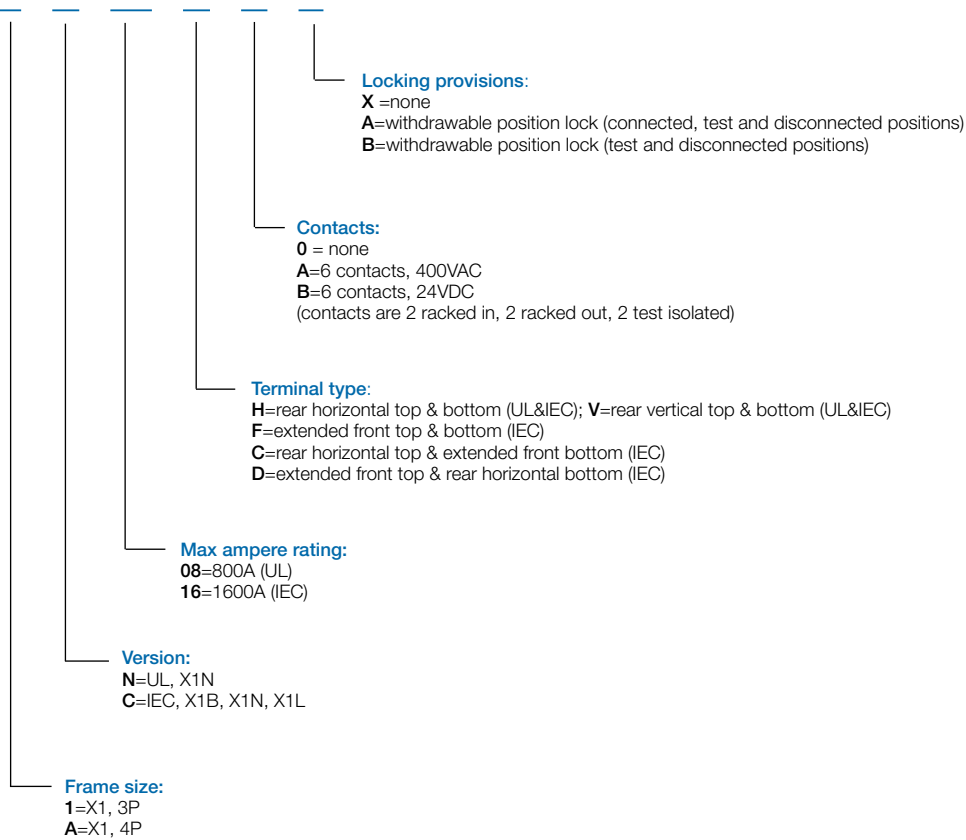 Locking provisions:
X =none
A=withdrawable position lock (connected, test and disconnected positions)
B=withdrawable position lock (test and disconnected positions)
Contacts:
0 = none
A=6 contacts, 400VAC
B=6 contacts, 24VDC
(contacts are 2 racked in, 2 racked out, 2 test isolated)
Terminal type:
H=rear horizontal top & bottom (UL&IEC); V=rear vertical top & bottom (UL&IEC)
F=extended front top & bottom (IEC)
C=rear horizontal top & extended front bottom (IEC)
D=extended front top & rear horizontal bottom (IEC)
Max ampere rating:
08=800A (UL)
16=1600A (IEC)
Version:
N=UL, X1N
C=IEC, X1B, X1N, X1L
Frame size:
1=X1, 3P
A=X1, 4P